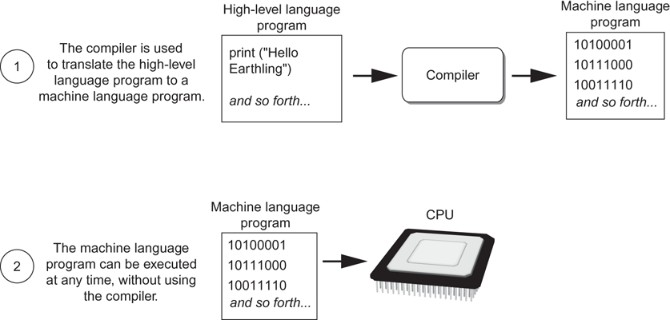 1
The compiler is used
to translate the high-level
language program to a
machine language program.
High-level language
program
print ("Hello
Earthling")
and so forth...
Compiler
Machine language
program
10100001
10111000
10011110
and so forth...
2
The machine language
program can be executed
at any time, without using
the compiler.
Machine language
program
10100001
10111000
10011110
and so forth...
CPU